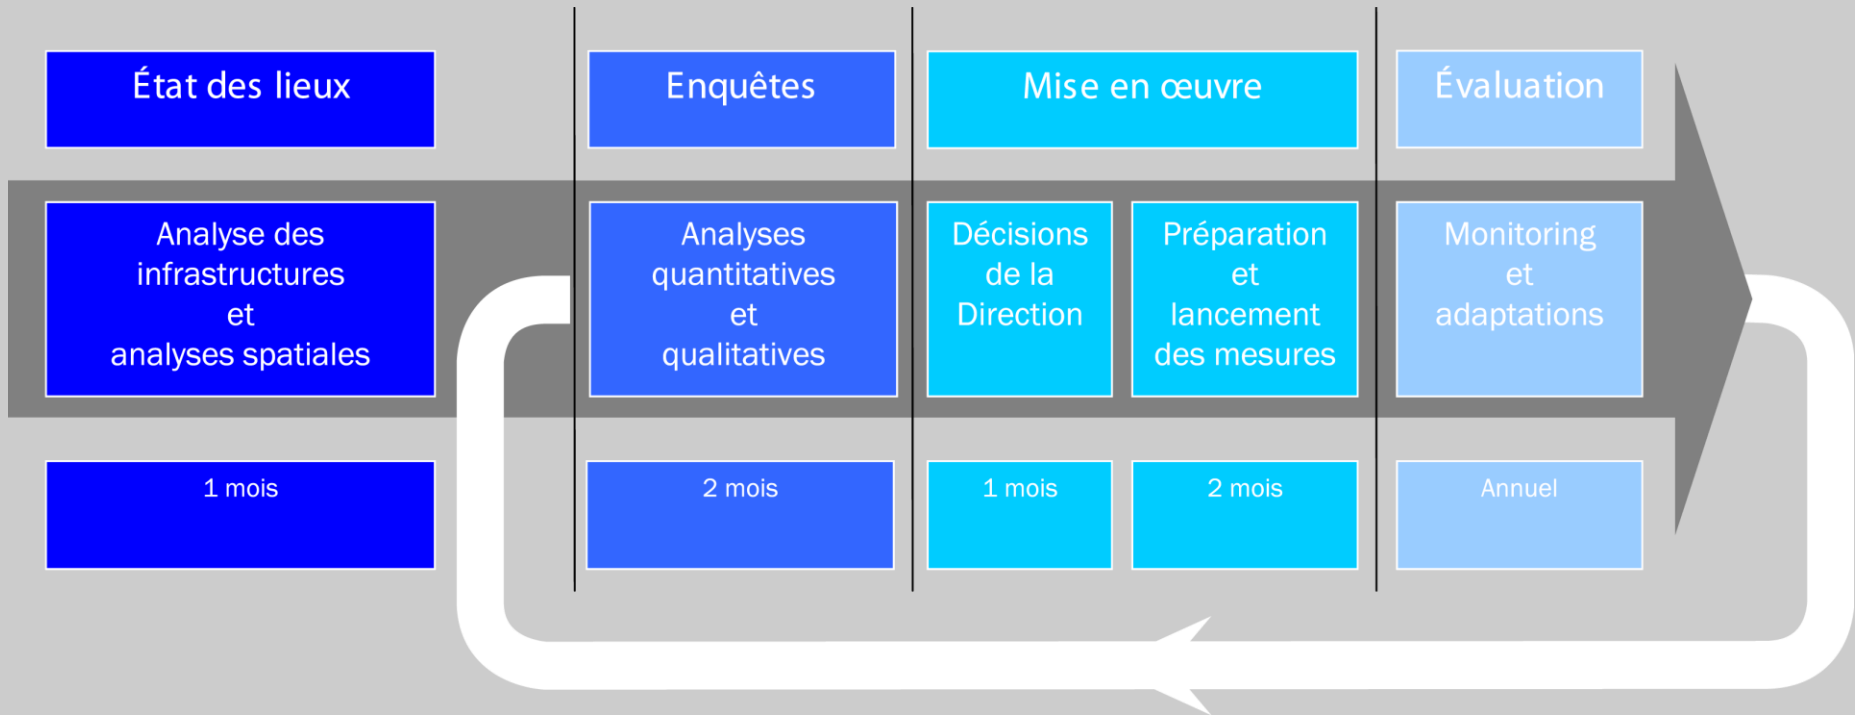 État des lieux
Enquêtes
Mise en œuvre
Évaluation
Analyse des
infrastructures
et
analyses spatiales
Analyses
quantitatives
et
qualitatives
Décisions
de la
Direction
Préparation
et
lancement
des mesures
Monitoring
et
adaptations
1 mois
2 mois
1 mois
2 mois
Annuel